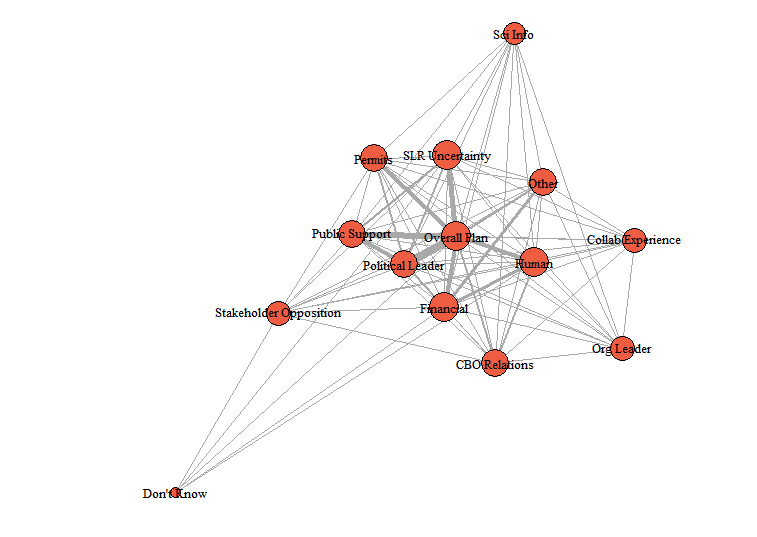 Sci Info
Permits
SLR Uncertainty
Other
Public Support
Overall Plan
Collab Experience
Political Leader
Human
Stakeholder Opposition
Financial
Org Leader
CBO Relations
Don't Know